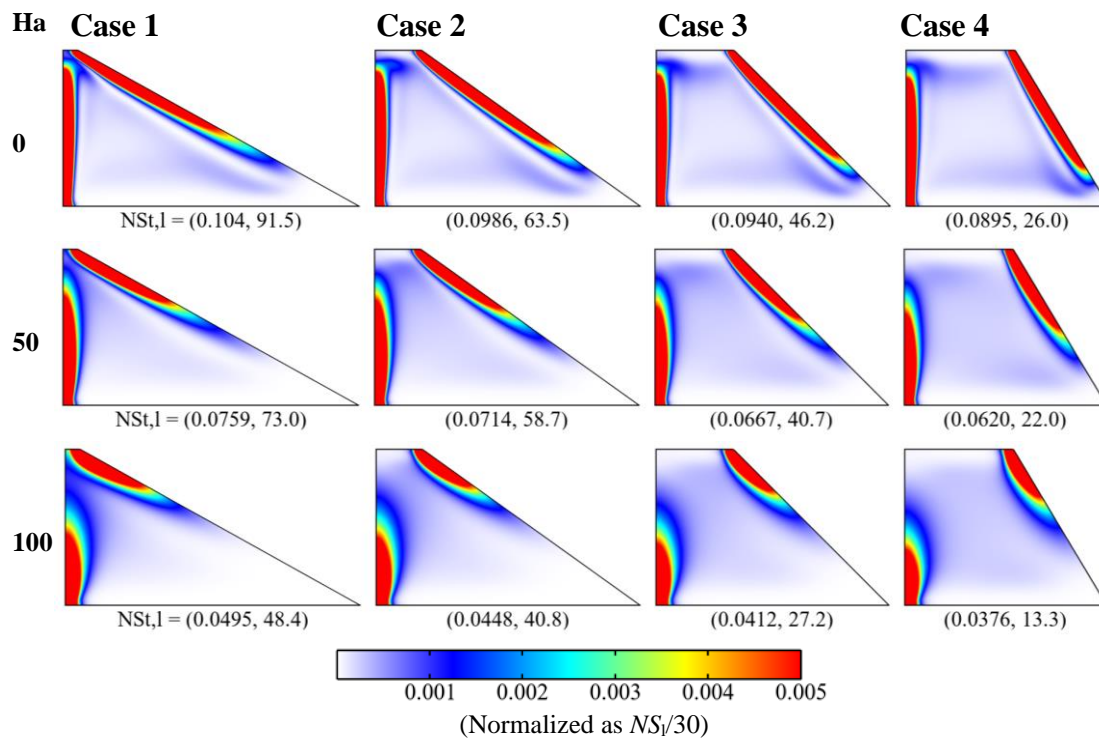 Ha Case 1 Case 2 Case 3 Case 4
0
NSt,l = (0.104, 91.5) (0.0986, 63.5) (0.0940, 46.2) (0.0895, 26.0)
50
NSt,l = (0.0759, 73.0) (0.0714, 58.7) (0.0667, 40.7) (0.0620, 22.0)
100
NSt,l = (0.0495, 48.4) (0.0448, 40.8) (0.0412, 27.2) (0.0376, 13.3)
0.001 0.002 0.003 0.004 0.005
(Normalized as NSl/30)